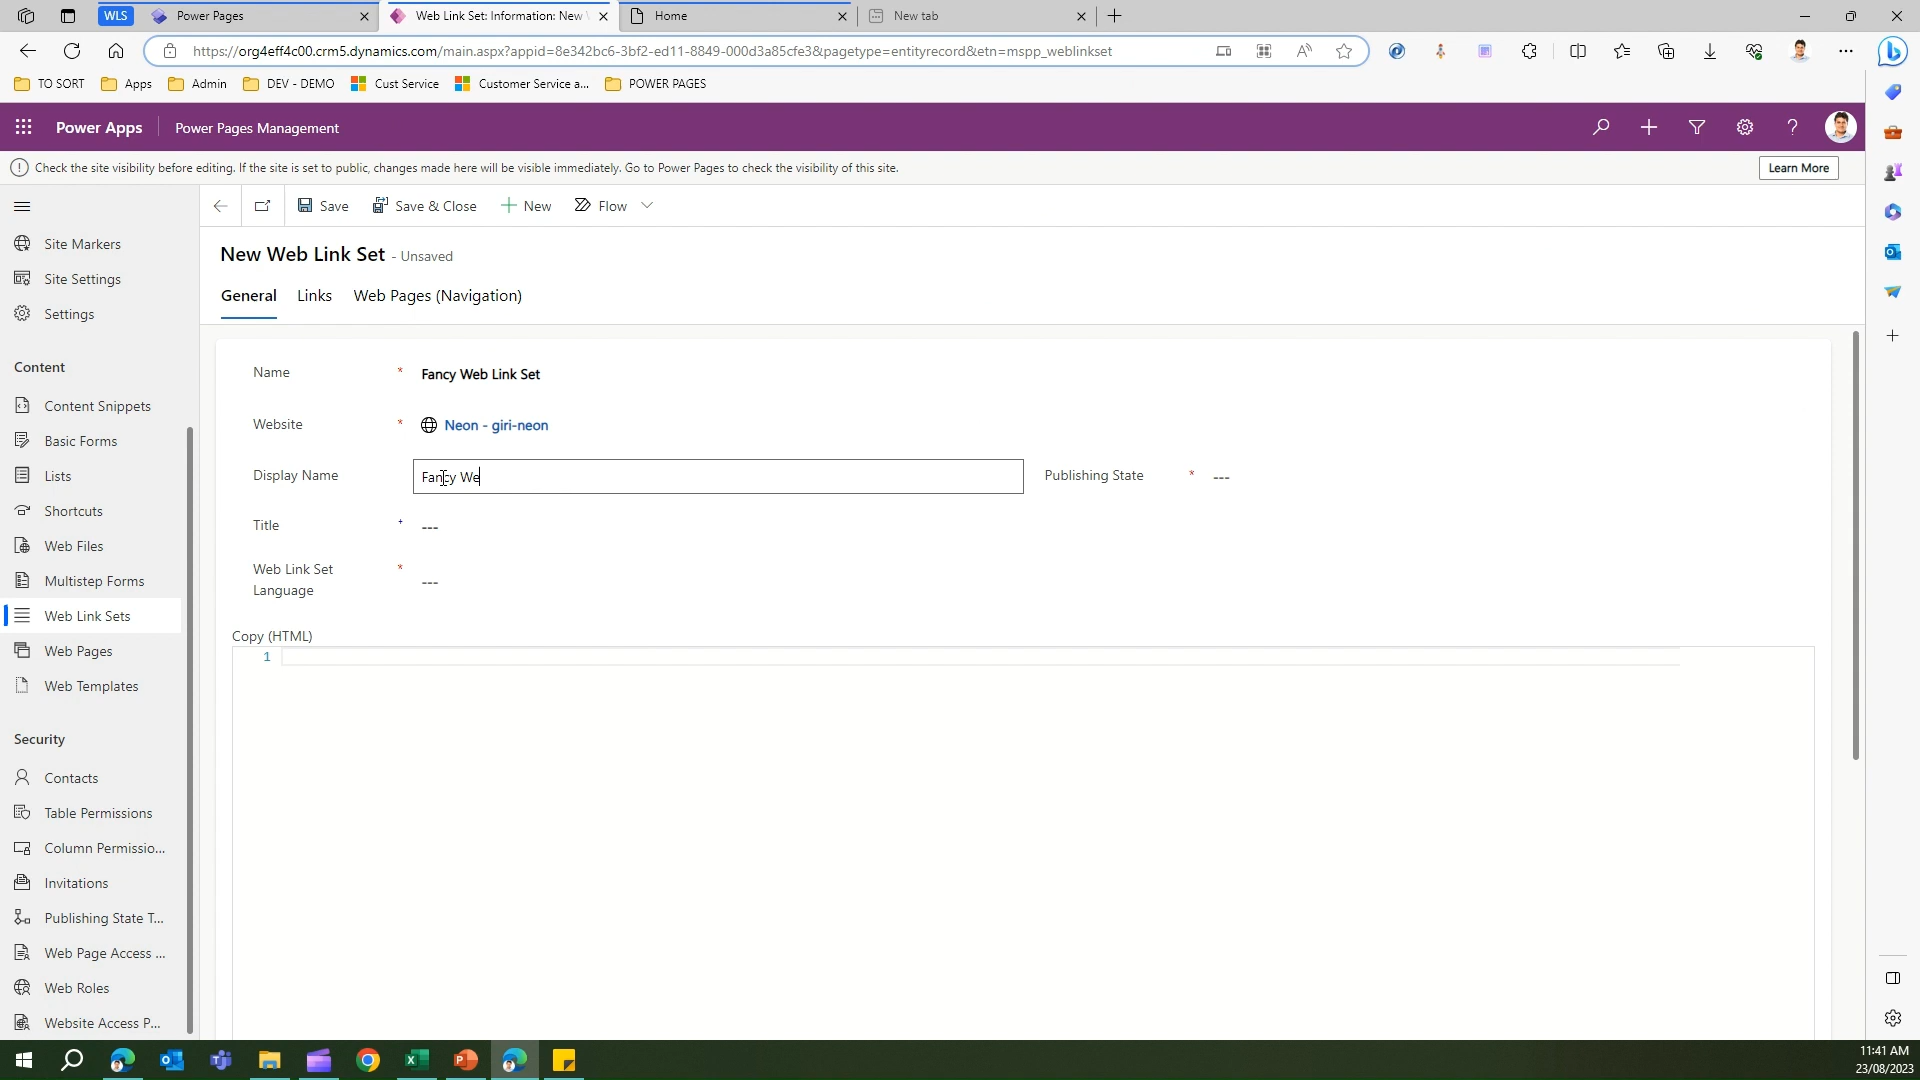 WLS Power Pages Web Link Set: Information: New Home New tab
https://org4eff4c00.crm5.dynamics.com/main.aspx?appid=8e342bc6-3bf2-ed11-8849-000d3a85cfe3&pagetype=entityrecord&etn=mspp_weblinkset
TO SORT Apps Admin DEV - DEMO Cust Service Customer Service a... POWER PAGES
Power Apps Power Pages Management
Check the site visibility before editing. If the site is set to public, changes made here will be visible immediately. Go to Power Pages to check the visibility of this site. Learn More
Save Save & Close New Flow
Site Markers
Site Settings
Settings
Content
Content Snippets
Basic Forms
Lists
Shortcuts
Web Files
Multistep Forms
Web Link Sets
Web Pages
Web Templates
Security
Contacts
Table Permissions
Column Permissio...
Invitations
Publishing State T...
Web Page Access ...
Web Roles
Website Access P...
New Web Link Set - Unsaved
General Links Web Pages (Navigation)
Name * Fancy Web Link Set
Website * Neon - giri-neon
Display Name Fancy We Publishing State * ---
Title + ---
Web Link Set
Language * ---
Copy (HTML)
1
11:41 AM
23/08/2023